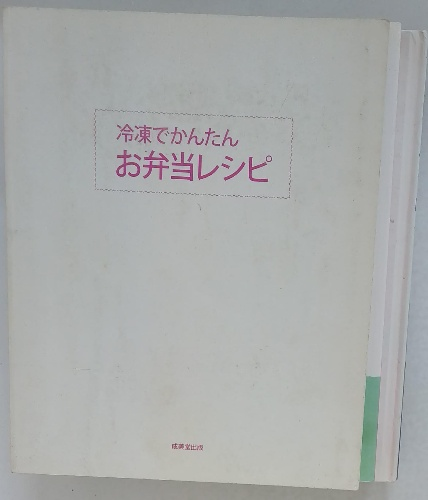 冷凍でかんたん
お弁当レシピ
成美堂出版